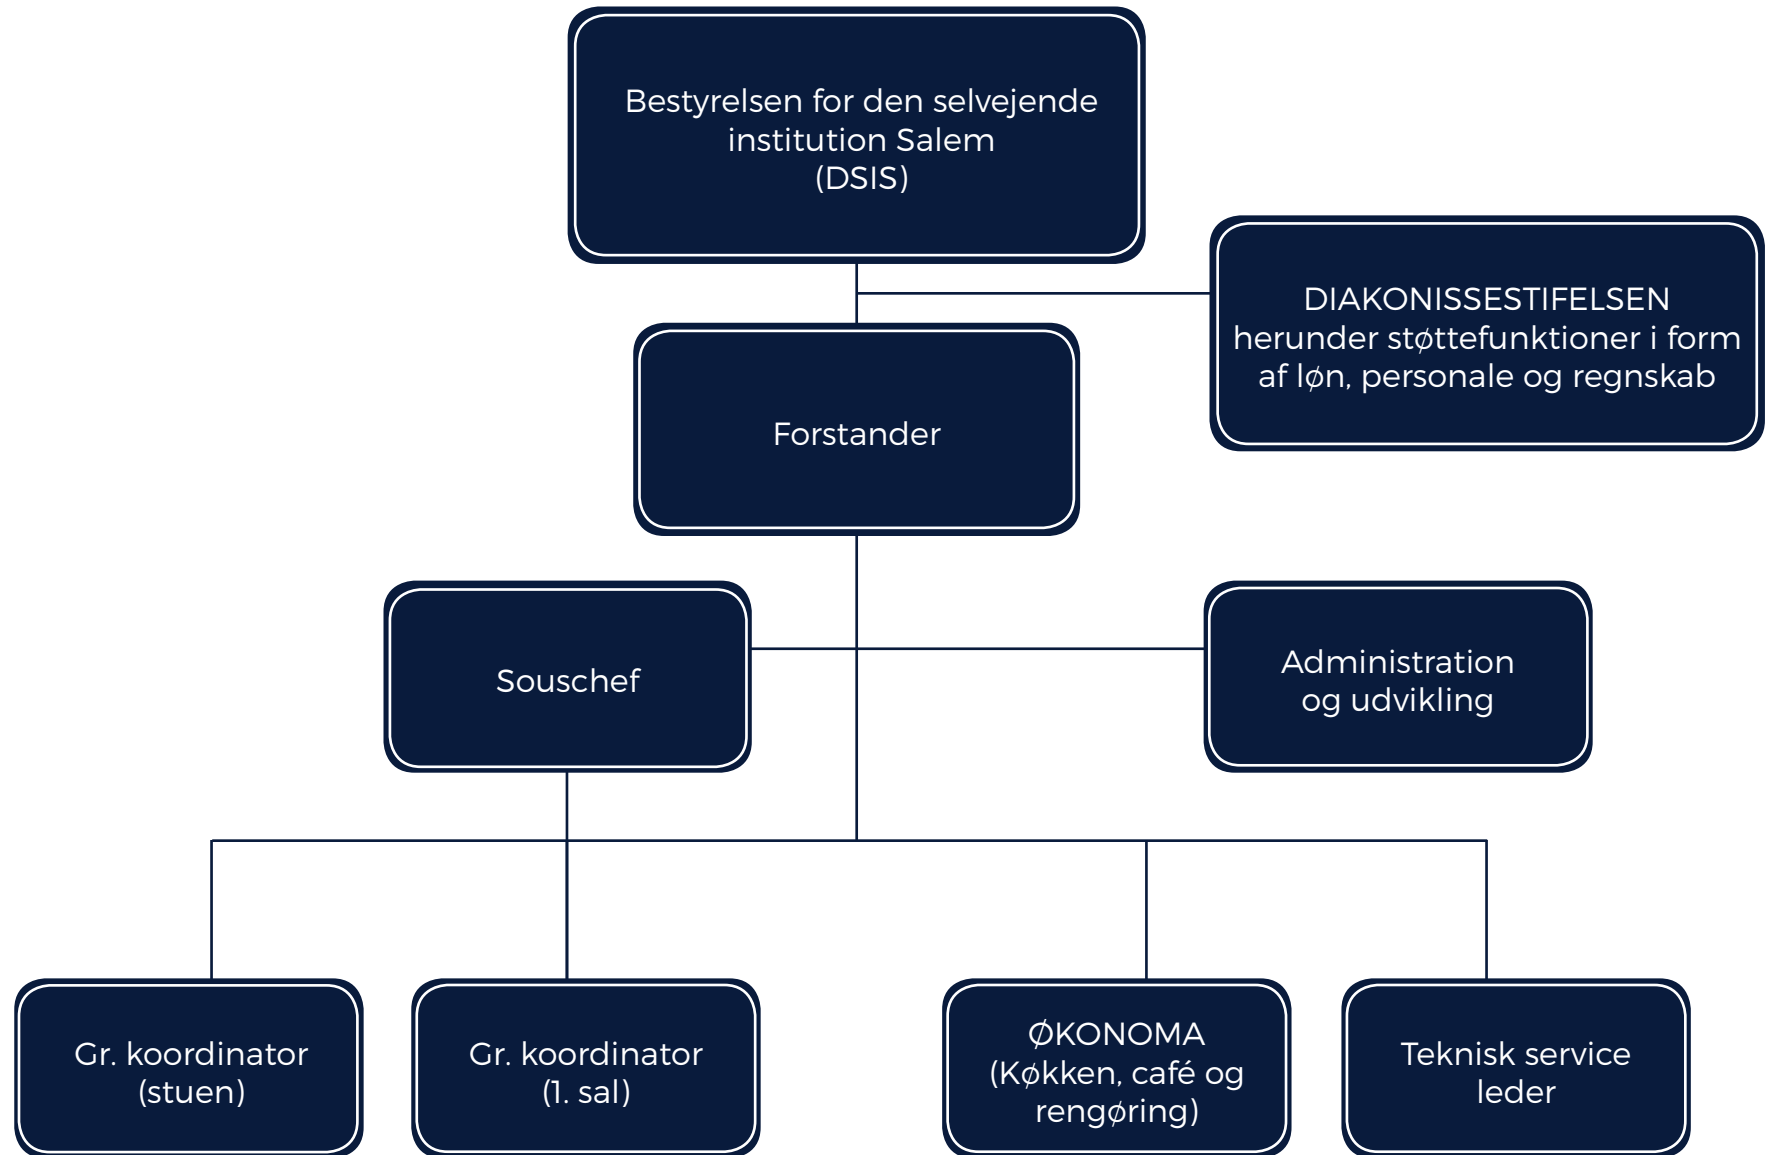 Bestyrelsen for den selvejende
institution Salem
(DSIS)
DIAKONISSESTIFELSEN
herunder støttefunktioner i form
af løn, personale og regnskab
Forstander
Souschef
Administration
og udvikling
Gr. koordinator
(stuen)
Gr. koordinator
(1. sal)
ØKONOMA
(Køkken, café og
rengøring)
Teknisk service
leder